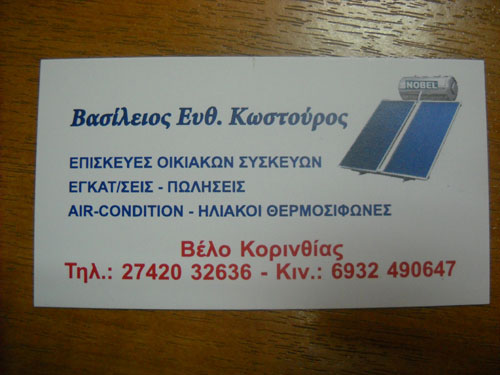 NOBEL
Βασίλειος Ευθ. Κωστούρος
ΕΠΙΣΚΕΥΕΣ ΟΙΚΙΑΚΩΝ ΣΥΣΚΕΥΩΝ
ΕΓΚΑΤ/ΣΕΙΣ - ΠΩΛΗΣΕΙΣ
AIR-CONDITION - ΗΛΙΑΚΟΙ ΘΕΡΜΟΣΙΦΩΝΕΣ
Βέλο Κορινθίας
Τηλ.: 27420 32636 - Κιν.: 6932 490647